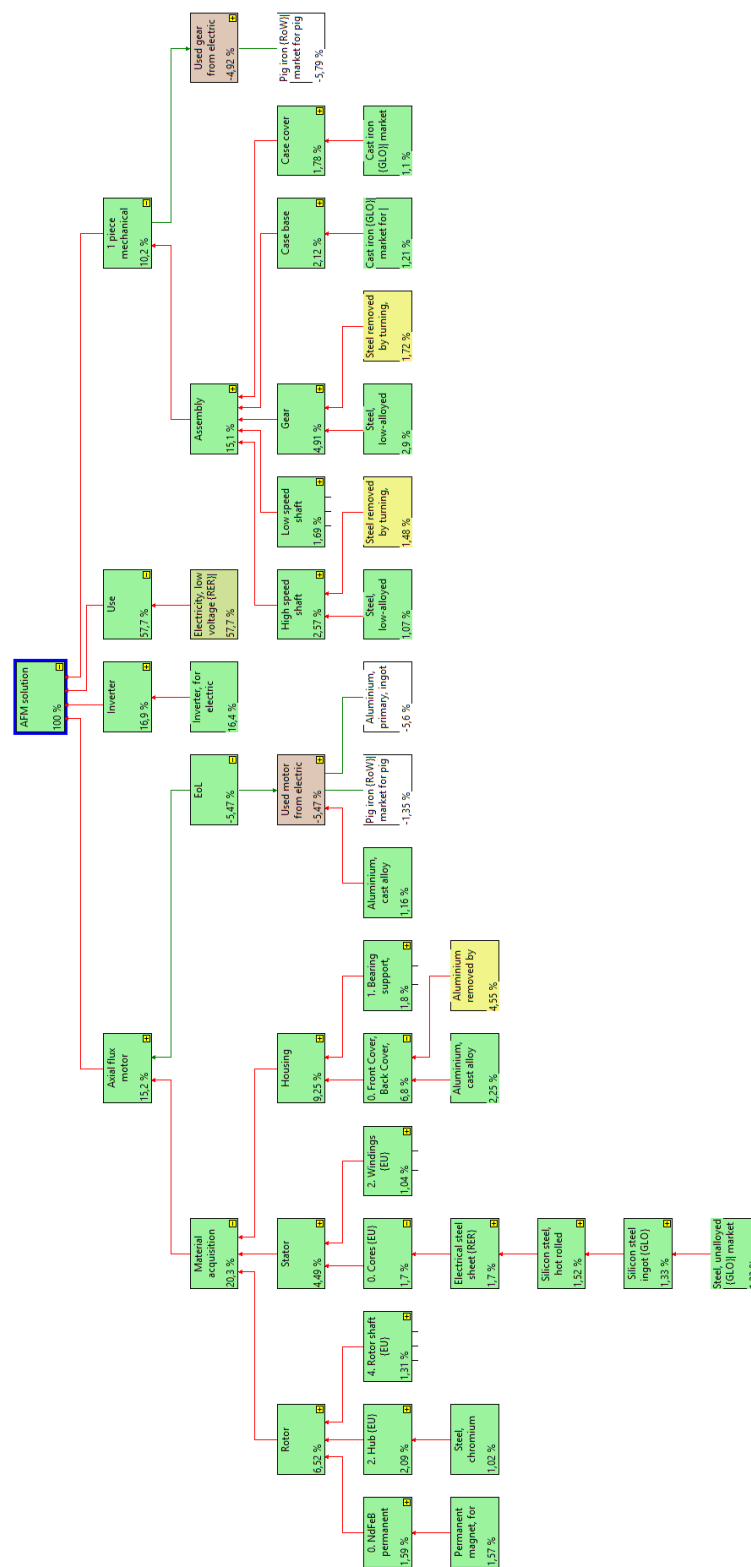 AFM solution
100 %
Axial flux
motor
15,2 %
Inverter
16,9 %
Use
57,7 %
1 piece
mechanical
10,2 %
Material
acquisition
20,3 %
EoL
-5,47 %
Inverter, for
electric
16,4 %
Electricity, low
voltage {RER}|
57,7 %
Assembly
15,1 %
Used gear
from electric
-4,92 %
Rotor
6,52 %
Stator
4,49 %
Housing
9,25 %
Used motor
from electric
-5,47 %
High speed
shaft
2,57 %
Low speed
shaft
1,69 %
Gear
4,91 %
Case base
2,12 %
Case cover
1,78 %
Pig iron {RoW}|
market for pig
-5,79 %
0. NdFeB
permanent
1,59 %
2. Hub {EU}
2,09 %
4. Rotor shaft
{EU}
1,31 %
0. Cores {EU}
1,7 %
2. Windings
{EU}
1,04 %
0. Front Cover,
Back Cover,
6,8 %
1. Bearing
support,
1,8 %
Aluminium,
cast alloy
1,16 %
Pig iron {RoW}|
market for pig
-1,35 %
Aluminium,
primary, ingot
-5,6 %
Steel,
low-alloyed
1,07 %
Steel removed
by turning,
1,48 %
Steel,
low-alloyed
2,9 %
Steel removed
by turning,
1,72 %
Cast iron {GLO}|
market for |
1,21 %
Cast iron
{GLO}| market
1,1 %
Permanent
magnet, for
1,57 %
Steel,
chromium
1,02 %
Electrical steel
sheet {RER}
1,7 %
Aluminium,
cast alloy
2,25 %
Aluminium
removed by
4,55 %
Silicon steel,
hot rolled
1,52 %
Silicon steel
ingot {GLO}
1,33 %
Steel, unalloyed
{GLO}| market